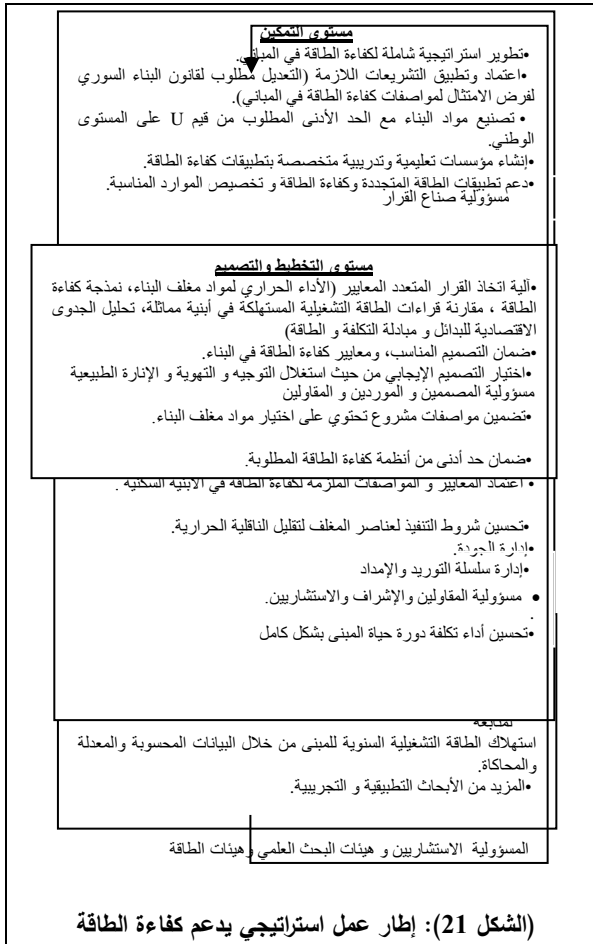 مستوى التمكين
•تطوير استراتيجية شاملة لكفاءة الطاقة في المباني.
•اعتماد وتطبيق التشريعات اللازمة (التعديل مطلوب لقانون البناء السوري
لفرض الامتثال لمواصفات كفاءة الطاقة في المباني).
• تصنيع مواد البناء مع الحد الأدنى المطلوب من قيم U على المستوى
الوطني.
•إنشاء مؤسسات تعليمية وتدريبية متخصصة بتطبيقات كفاءة الطاقة.
•دعم تطبيقات الطاقة المتجددة وكفاءة الطاقة و تخصيص الموارد المناسبة.
مسؤولية صناع القرار
مستوى التخطيط والتصميم
•آلية اتخاذ القرار المتعدد المعايير (الأداء الحراري لمواد مغلف البناء، نمذجة كفاءة
الطاقة ، مقارنة قراءات الطاقة التشغيلية المستهلكة في أبنية مماثلة، تحليل الجدوى
الاقتصادية للبدائل و مبادلة التكلفة و الطاقة)
•ضمان التصميم المناسب، ومعايير كفاءة الطاقة في البناء.
•اختيار التصميم الإيجابي من حيث استغلال التوجيه و التهوية و الإنارة الطبيعية
مسؤولية المصممين و الموردين و المقاولين
•تضمين مواصفات مشروع تحتوي على اختيار مواد مغلف البناء.
•ضمان حد أدنى من أنظمة كفاءة الطاقة المطلوبة.
• اعتماد المعايير و المواصفات الملزمة لكفاءة الطاقة في الأبنية السكنية .
•تحسين شروط التنفيذ لعناصر المغلف لتقليل الناقلية الحرارية.
•إدارة الجودة.
•إدارة سلسلة التوريد والإمداد
• مسؤولية المقاولين والإشراف والاستشاريين.
.
•تحسين أداء تكلفة دورة حياة المبنى بشكل كامل
استهلاك الطاقة التشغيلية السنوية للمبنى من خلال البيانات المحسوبة والمعدلة
والمحاكاة.
•المزيد من الأبحاث التطبيقية و التجريبية.
المسؤولية الاستشاريين و هيئات البحث العلمي وهيئات الطاقة
(الشكل 21): إطار عمل استراتيجي يدعم كفاءة الطاقة